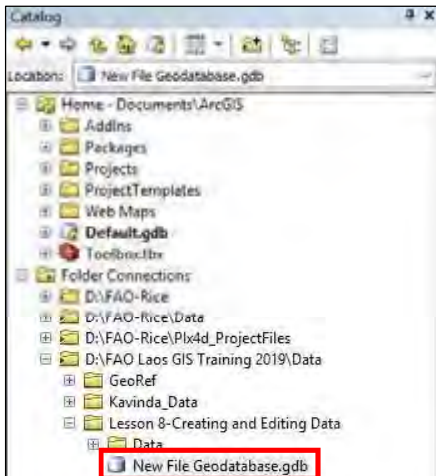 Catalog
Location: New File Geodatabase.gdb
Home - Documents\ArcGIS
AddIns
Packages
Projects
ProjectTemplates
Web Maps
Default.gdb
Toolbox.tbx
Folder Connections
D:\FAO-Rice
D:\FAO-Rice\Data
D:\FAO-Rice\Pix4d_ProjectFiles
D:\FAO Laos GIS Training 2019\Data
GeoRef
Kavinda_Data
Lesson 8-Creating and Editing Data
Data
New File Geodatabase.gdb